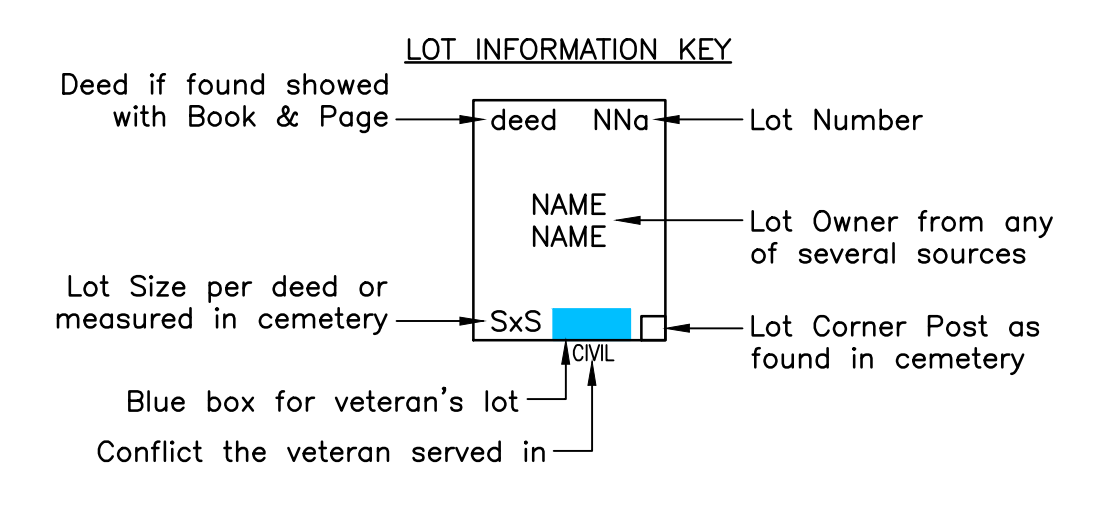 LOT INFORMATION KEY
Deed if found showed
with Book & Page
deed NNa
Lot Number
NAME
NAME
Lot Owner from any
of several sources
Lot Size per deed or
measured in cemetery
SxS
Lot Corner Post as
found in cemetery
CIVIL
Blue box for veteran's lot
Conflict the veteran served in